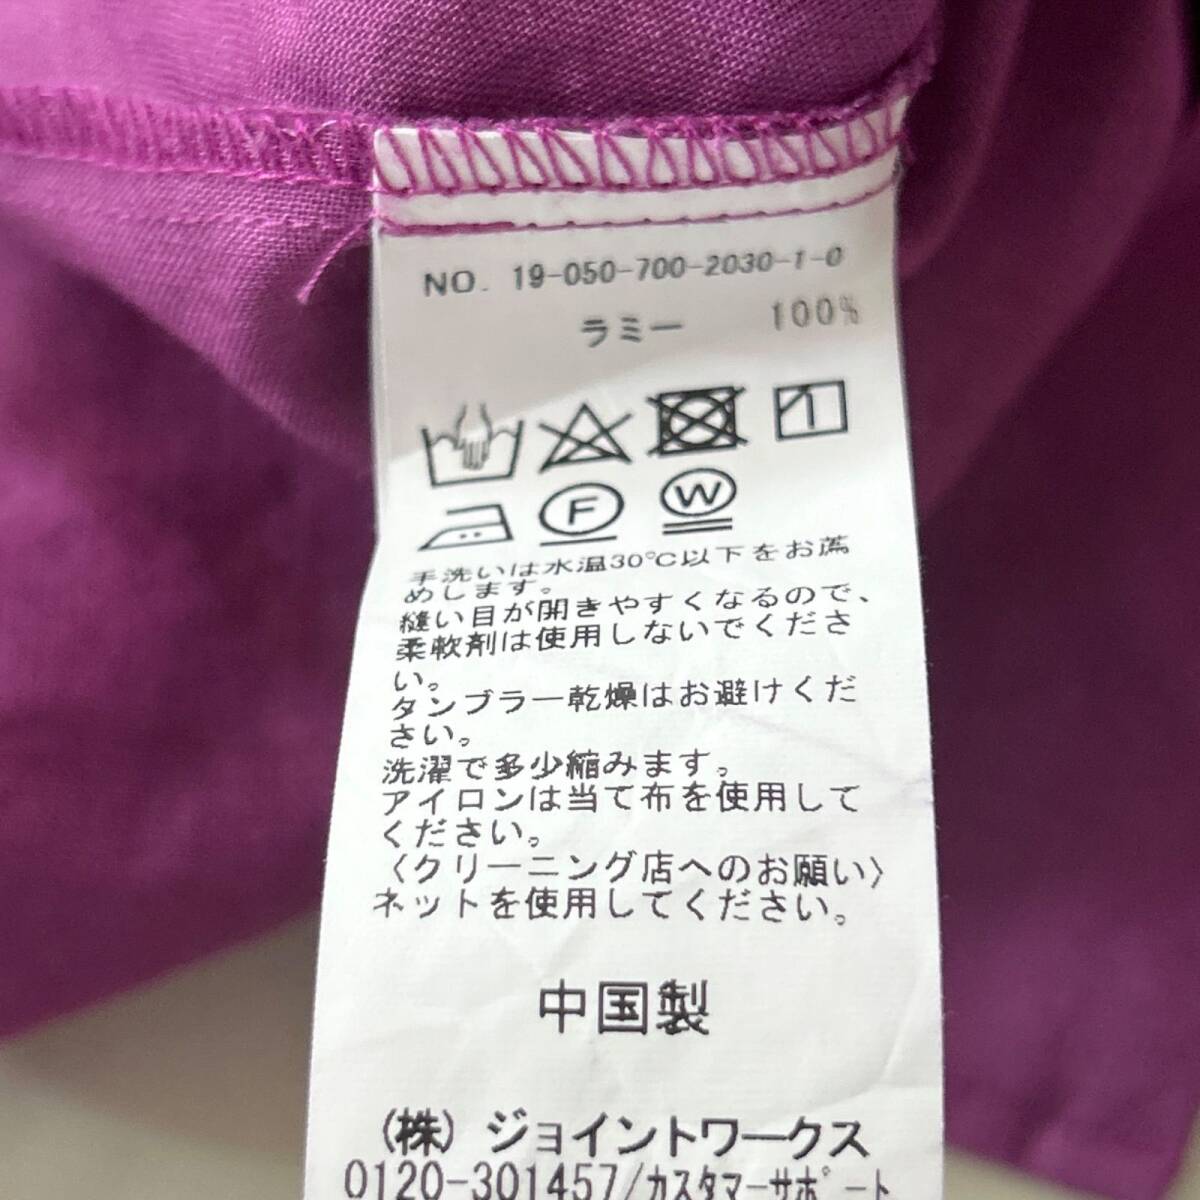 NO. 19-050-700-2030-1-0
ラミー 100%
F W
手洗いは水温30℃以下をお薦
めします。
縫い目が開きやすくなるので、
柔軟剤は使用しないでくださ
い。
タンブラー乾燥はお避けくだ
さい。
洗濯で多少縮みます。
アイロンは当て布を使用して
ください。
〈クリーニング店へのお願い〉
ネットを使用してください。
中国製
(株) ジョイントワークス
0120-301457/カスタマーサポート